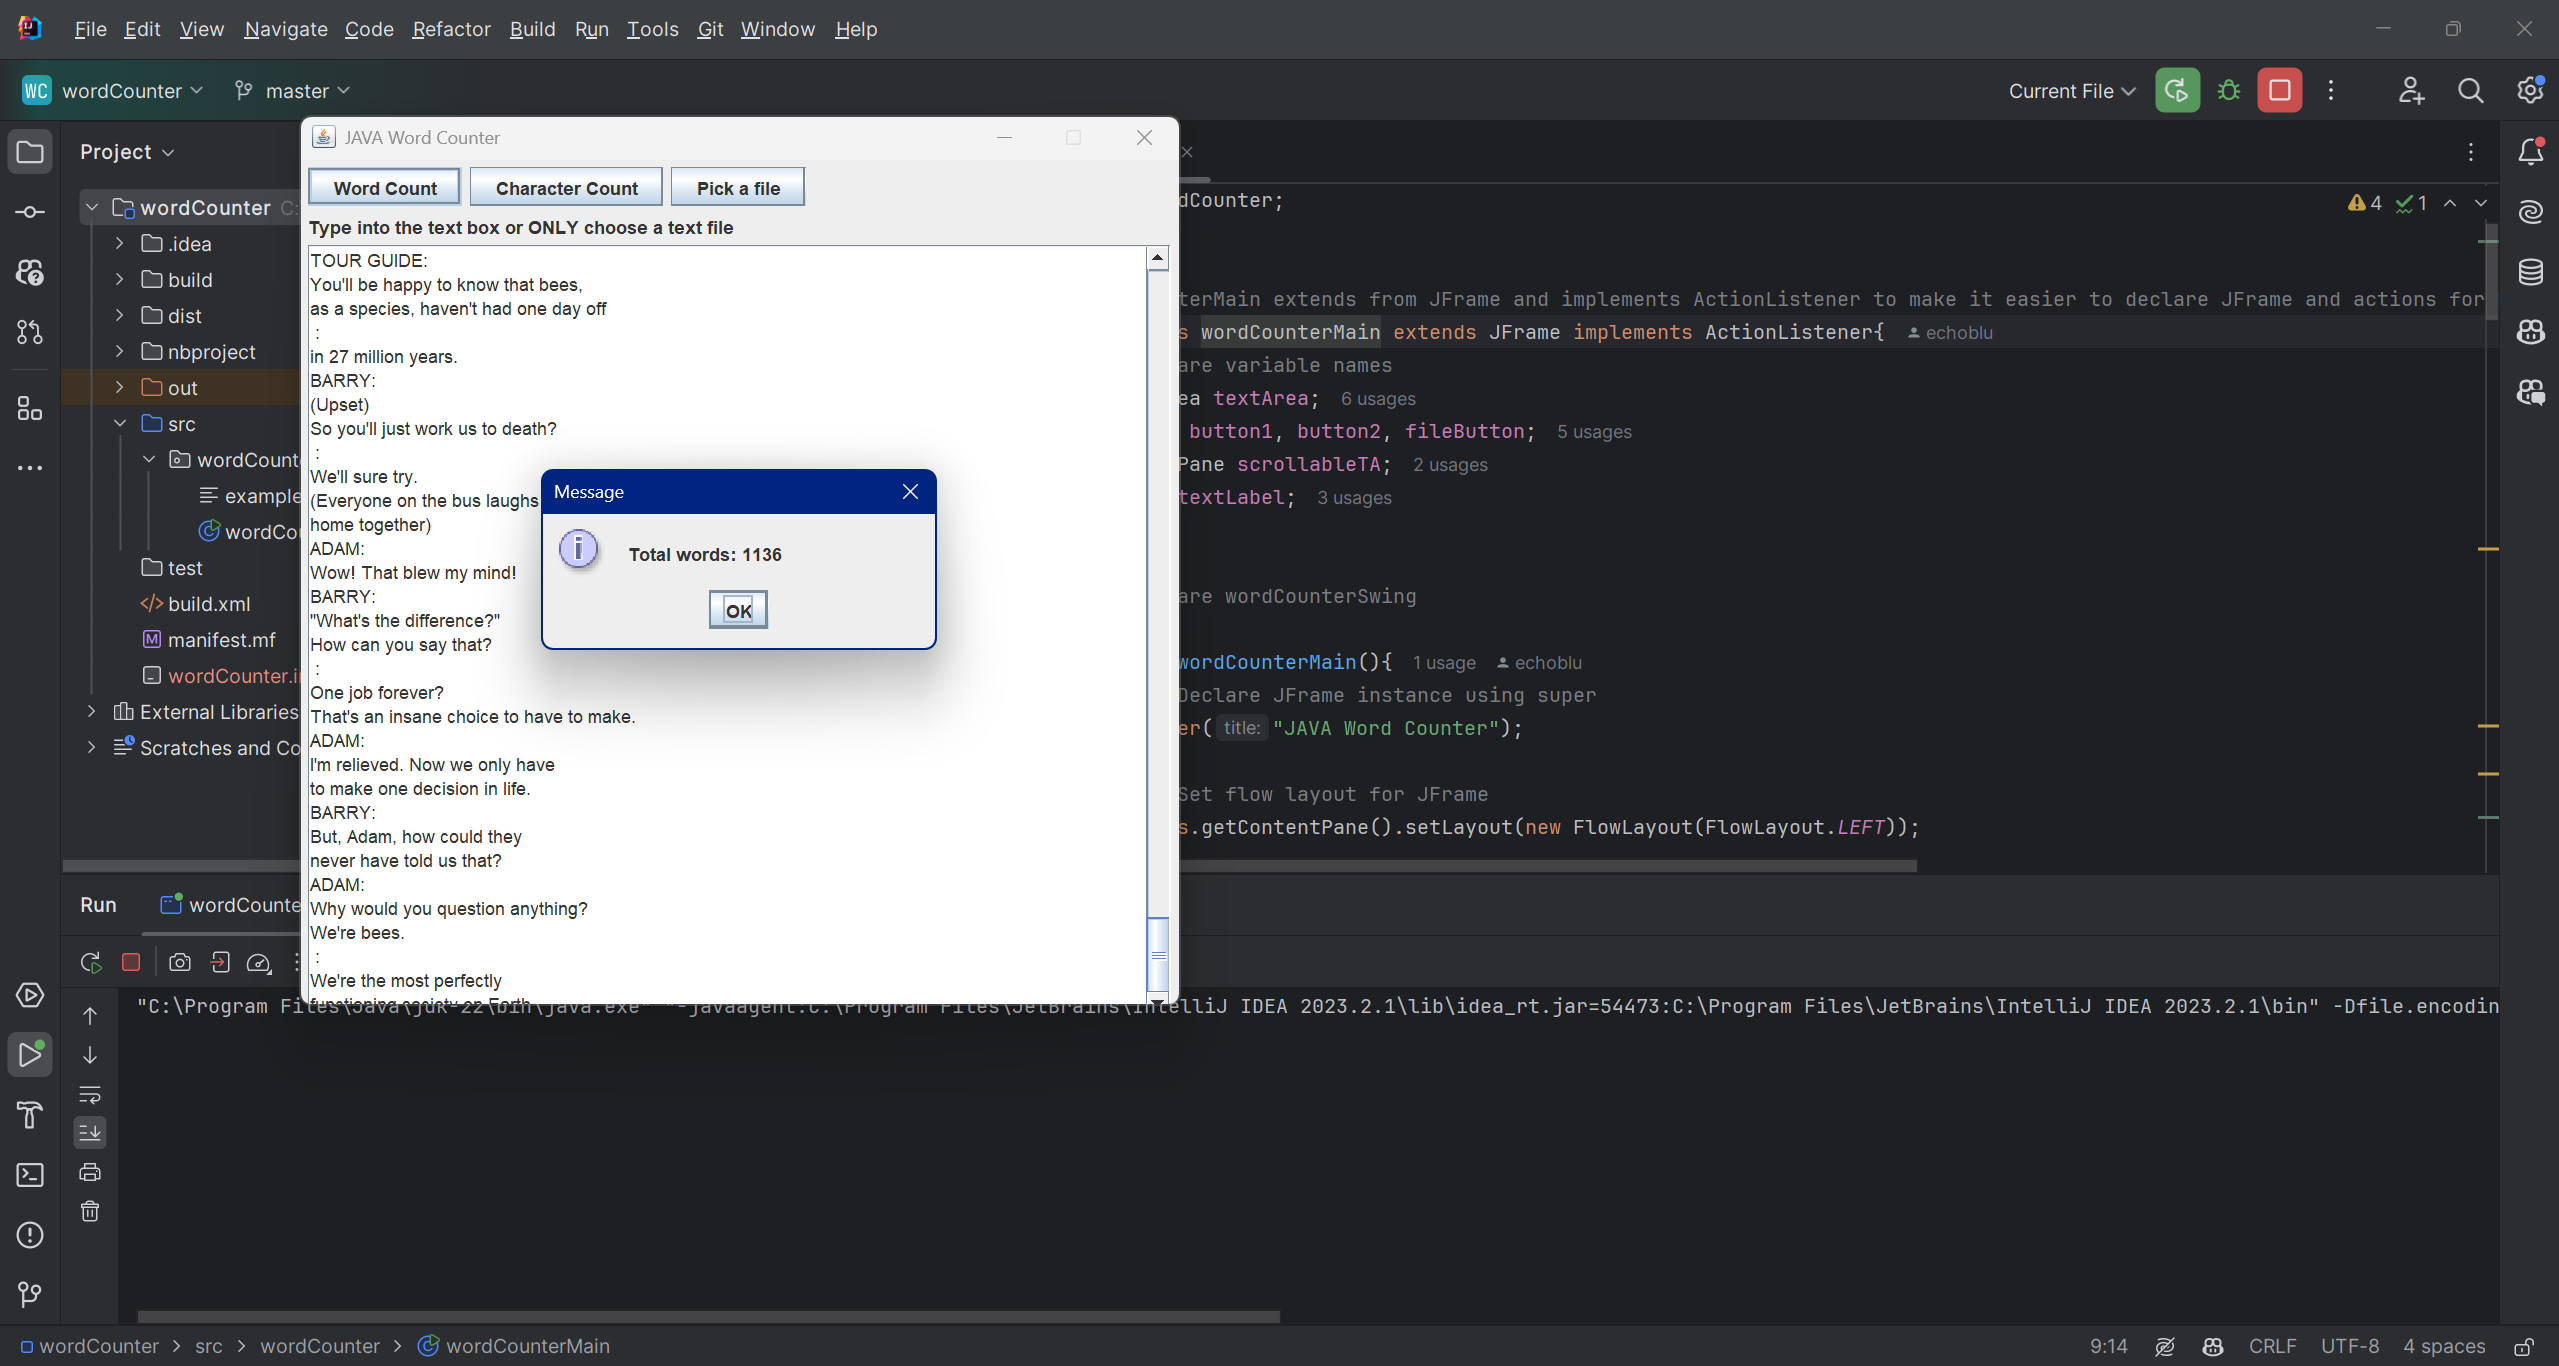 File Edit View Navigate Code Refactor Build Run Tools Git Window Help
WC wordCounter master Current File
Project
JAVA Word Counter
Word Count Character Count Pick a file
Type into the text box or ONLY choose a text file
TOUR GUIDE:
You'll be happy to know that bees,
as a species, haven't had one day off
:
in 27 million years.
BARRY:
(Upset)
So you'll just work us to death?
:
We'll sure try.
(Everyone on the bus laughs
home together)
ADAM:
Wow! That blew my mind!
BARRY:
"What's the difference?"
How can you say that?
:
One job forever?
That's an insane choice to have to make.
ADAM:
I'm relieved. Now we only have
to make one decision in life.
BARRY:
But, Adam, how could they
never have told us that?
ADAM:
Why would you question anything?
We're bees.
:
We're the most perfectly
functioning society on Earth.
Message
Total words: 1136
OK
wordCounter C:
.idea
build
dist
nbproject
out
src
wordCount
example
wordCou
test
build.xml
manifest.mf
wordCounter.i
External Libraries
Scratches and Co
dCounter;
4 1
terMain extends from JFrame and implements ActionListener to make it easier to declare JFrame and actions for
s wordCounterMain extends JFrame implements ActionListener{ echoblu
are variable names
ea textArea; 6 usages
button1, button2, fileButton; 5 usages
Pane scrollableTA; 2 usages
textLabel; 3 usages
are wordCounterSwing
wordCounterMain(){ 1 usage echoblu
Declare JFrame instance using super
er( title: "JAVA Word Counter");
Set flow layout for JFrame
s.getContentPane().setLayout(new FlowLayout(FlowLayout.LEFT));
Run wordCounte
"C:\Program Files\Java\jdk-22\bin\java.exe" "-javaagent:C:\Program Files\JetBrains\IntelliJ IDEA 2023.2.1\lib\idea_rt.jar=54473:C:\Program Files\JetBrains\IntelliJ IDEA 2023.2.1\bin" -Dfile.encodin
wordCounter > src > wordCounter > wordCounterMain 9:14 CRLF UTF-8 4 spaces